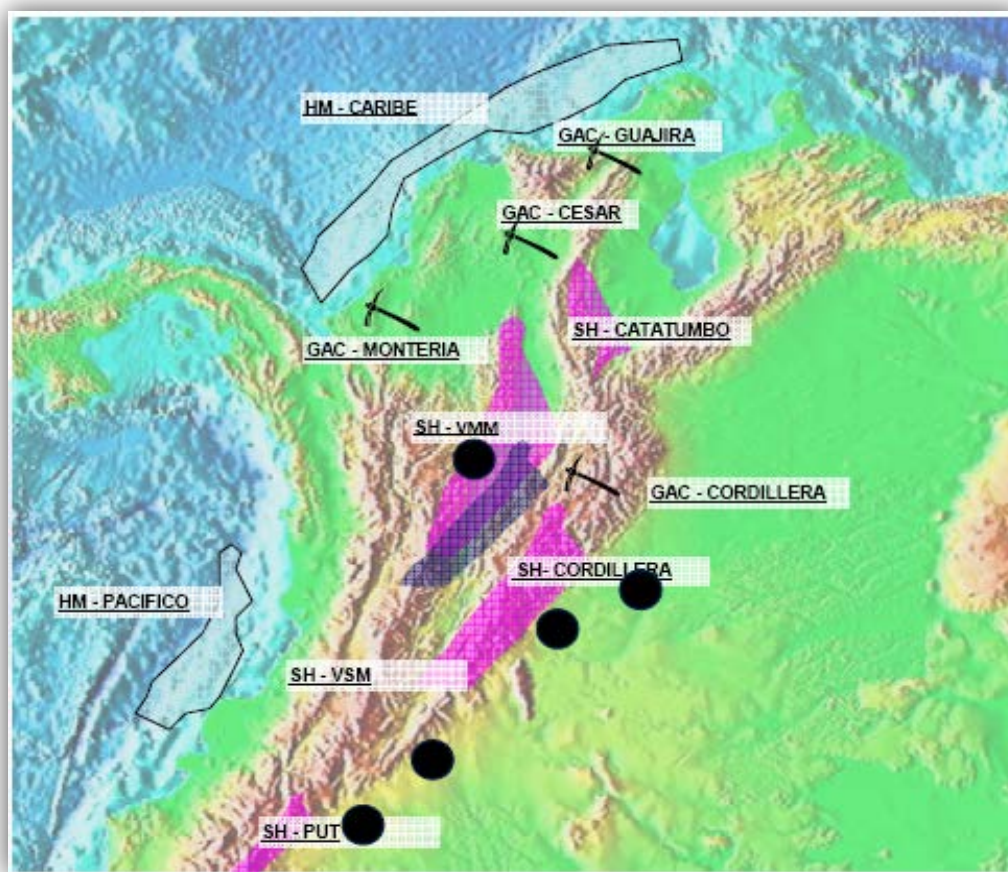 HM - CARIBE
GAC - GUAJIRA
GAC - CESAR
SH - CATATUMBO
GAC - MONTERIA
SH - VMM
GAC - CORDILLERA
SH- CORDILLERA
HM - PACIFICO
SH - VSM
SH - PUT